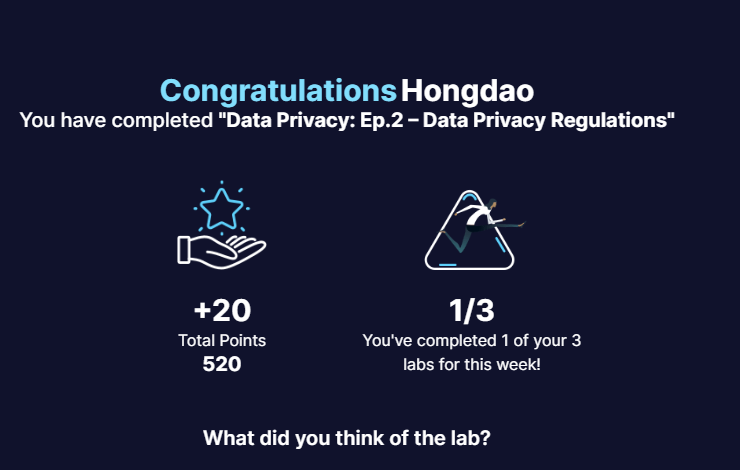 Congratulations Hongdao
You have completed "Data Privacy: Ep.2 – Data Privacy Regulations"
+20
Total Points
520
1/3
You've completed 1 of your 3
labs for this week!
What did you think of the lab?